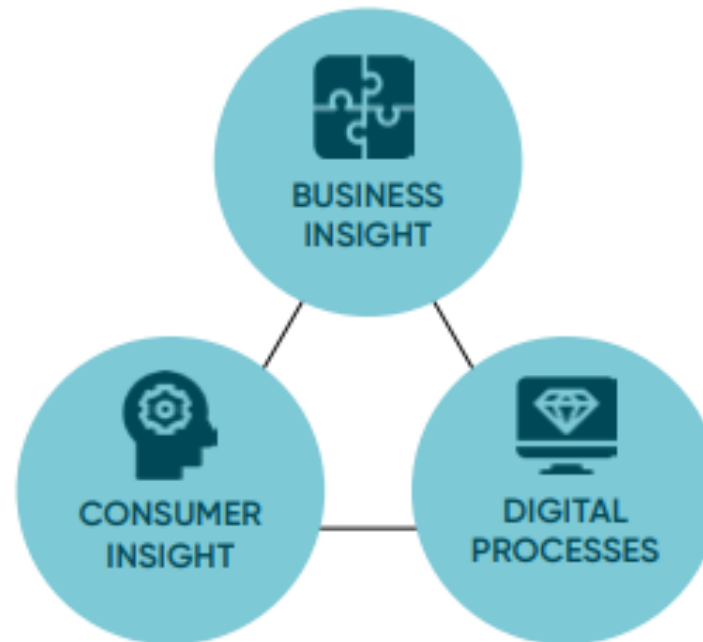 BUSINESS
INSIGHT
CONSUMER
INSIGHT
DIGITAL
PROCESSES